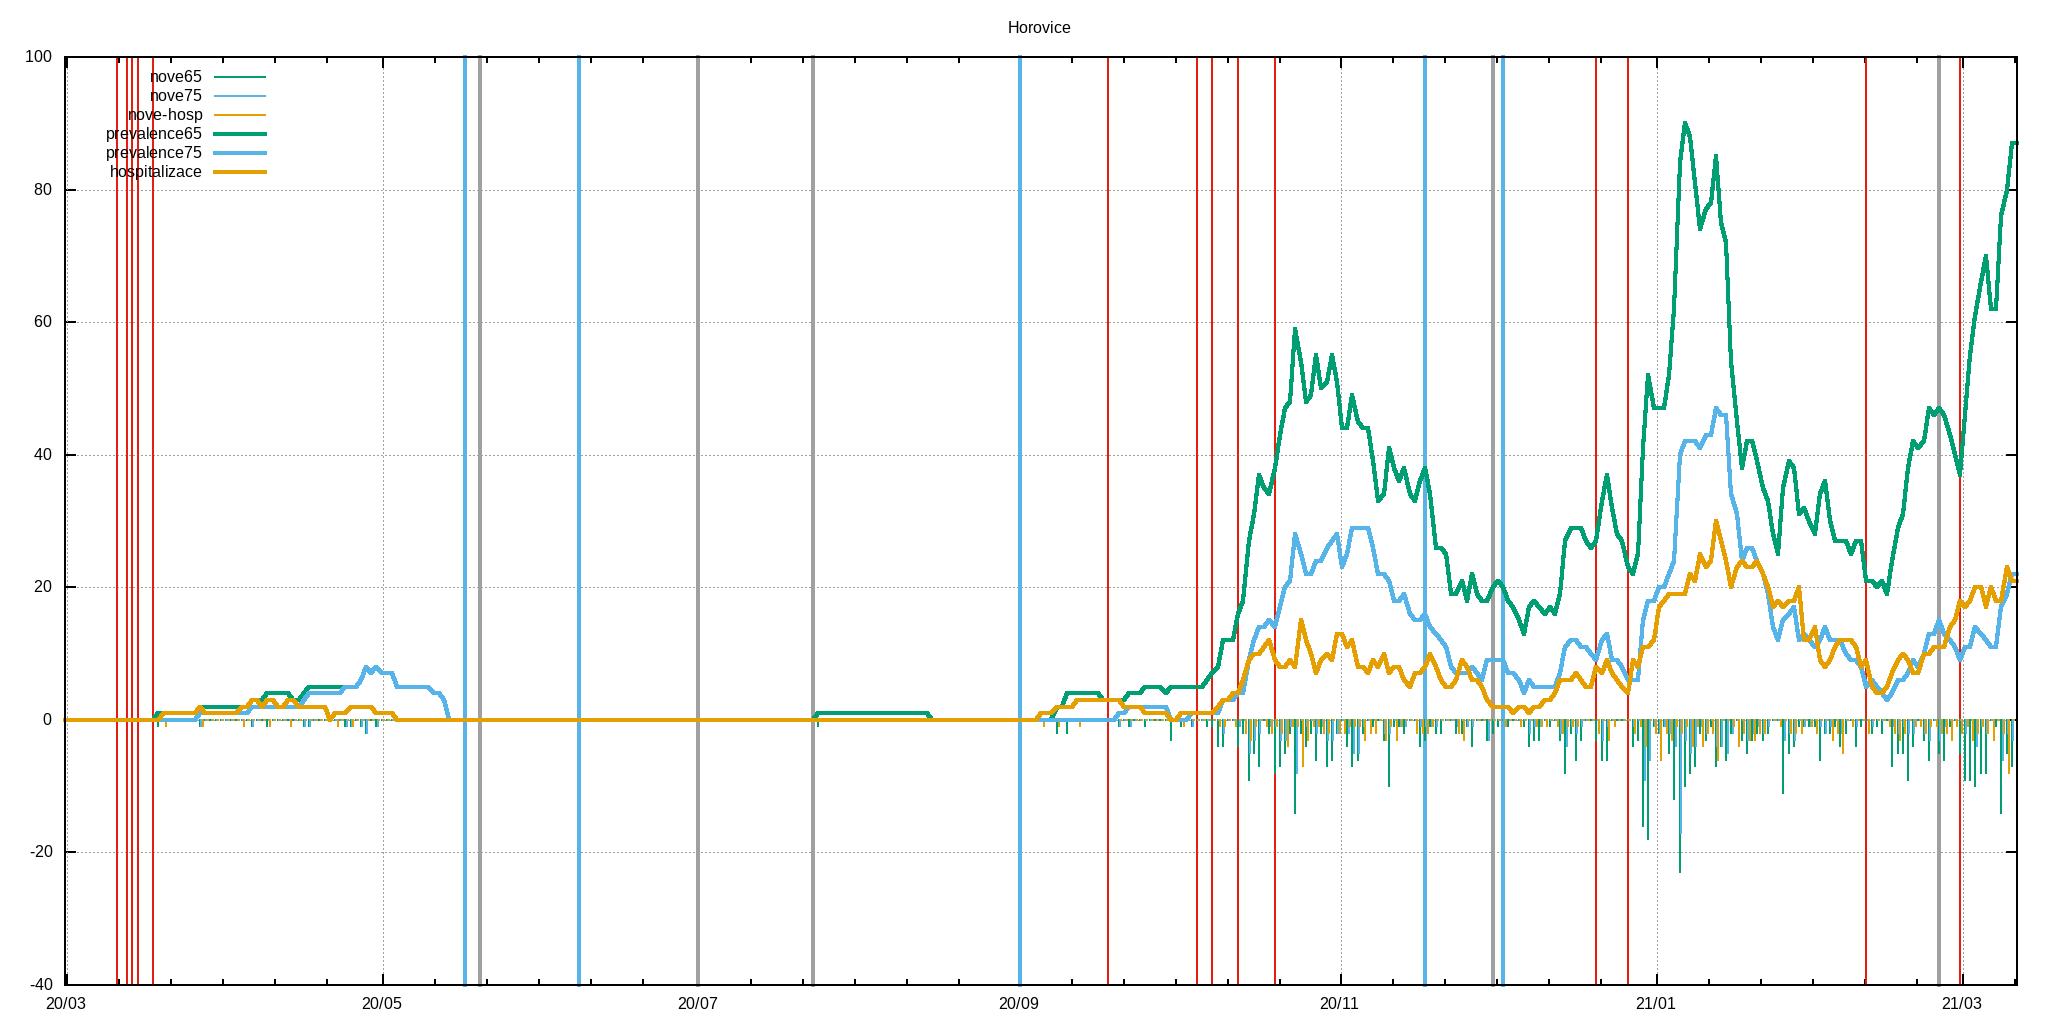 Horovice
100
80
60
40
20
0
-20
-40
nove65
nove75
nove-hosp
prevalence65
prevalence75
hospitalizace
20/03 20/05 20/07 20/09 20/11 21/01 21/03